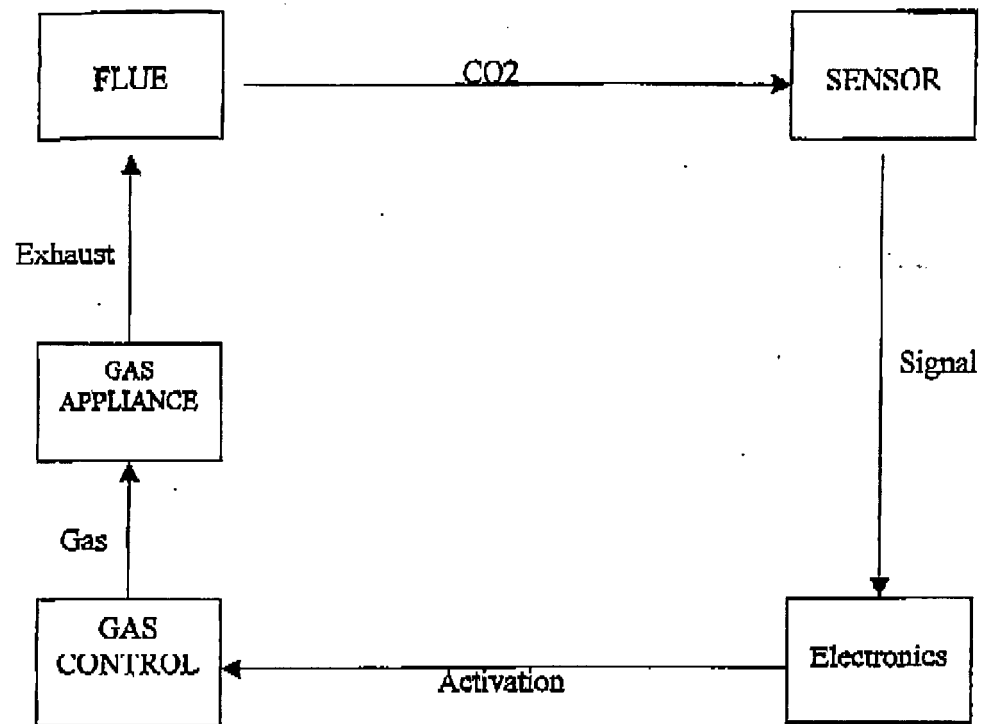 FLUE
CO2
SENSOR
Exhaust
GAS
APPLIANCE
Signal
Gas
GAS
CONTROL
Electronics
Activation